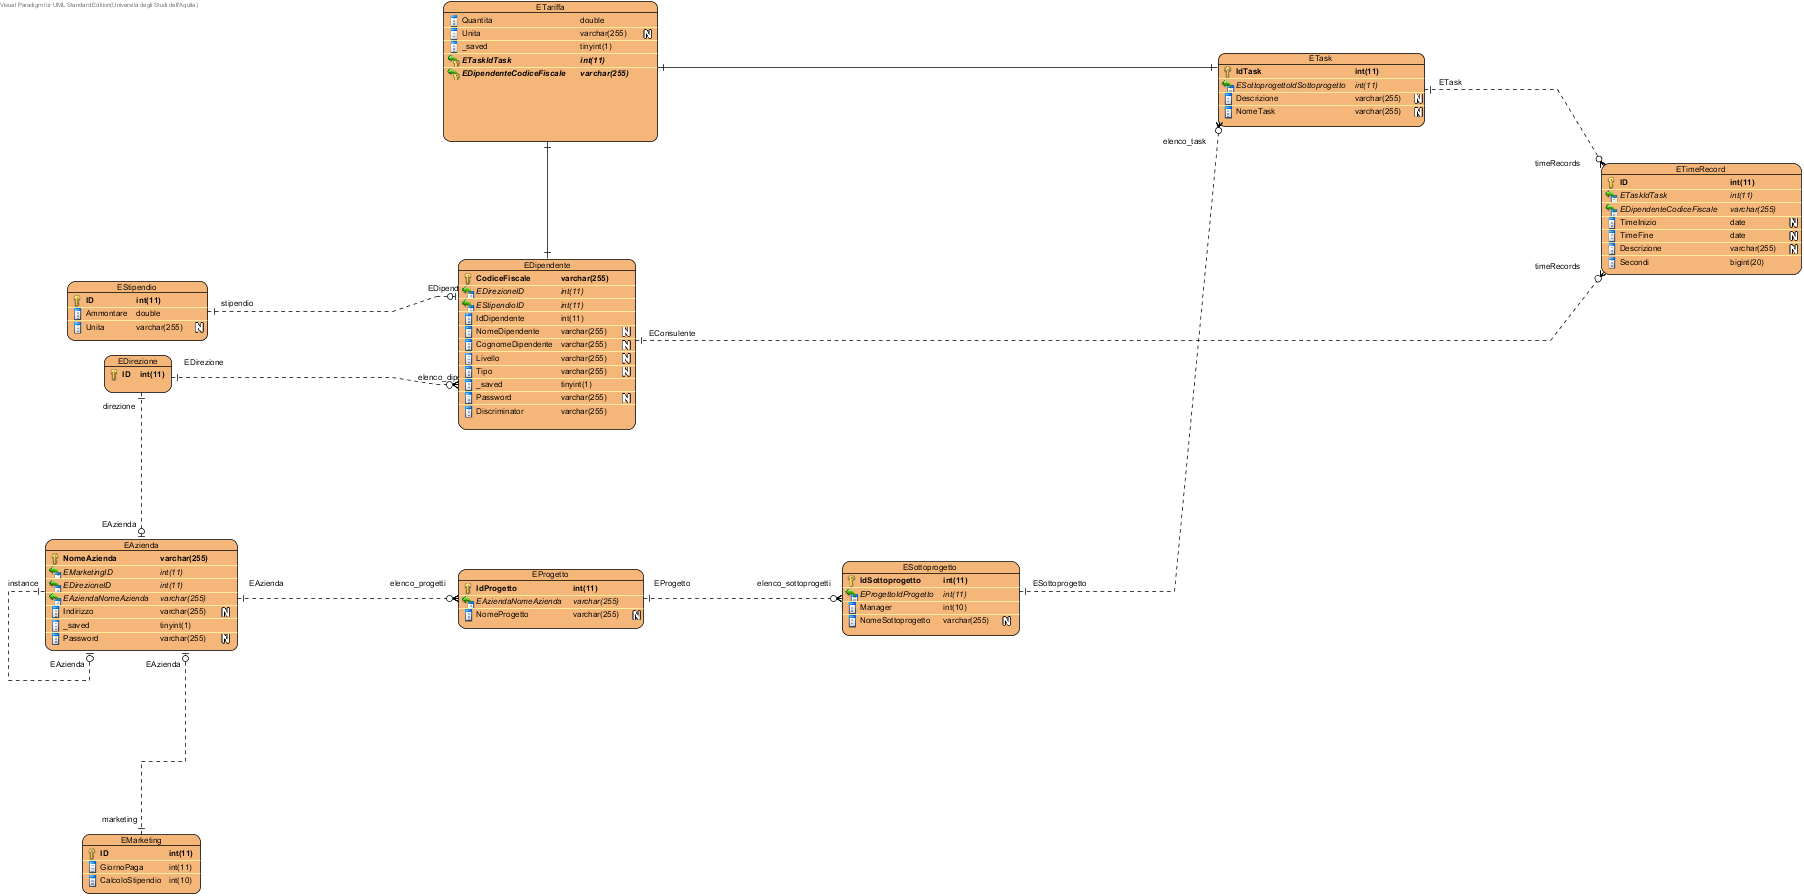 Visual Paradigm for UML Standard Edition(Universita degli Studi dell'Aquila)
ETariffa
Quantita double
Unita varchar(255) N
_saved tinyint(1)
ETaskIdTask int(11)
EDipendenteCodiceFiscale varchar(255)
ETask
IdTask int(11)
ESottoprogettoIdSottoprogetto int(11)
Descrizione varchar(255) N
NomeTask varchar(255) N
ETask
elenco_task
timeRecords
ETimeRecord
ID int(11)
ETaskIdTask int(11)
EDipendenteCodiceFiscale varchar(255)
TimeInizio date N
TimeFine date N
Descrizione varchar(255) N
Secondi bigint(20)
timeRecords
EDipendente
CodiceFiscale varchar(255)
EDirezioneID int(11)
EStipendioID int(11)
IdDipendente int(11)
NomeDipendente varchar(255) N
CognomeDipendente varchar(255) N
Livello varchar(255) N
Tipo varchar(255) N
_saved tinyint(1)
Password varchar(255) N
Discriminator varchar(255)
EConsulente
EStipendio
ID int(11)
Ammontare double
Unita varchar(255) N
stipendio
EDipend
EDirezione
ID int(11)
EDirezione
elenco_dip
direzione
EAzienda
EAzienda
NomeAzienda varchar(255)
EMarketingID int(11)
EDirezioneID int(11)
EAziendaNomeAzienda varchar(255)
Indirizzo varchar(255) N
_saved tinyint(1)
Password varchar(255) N
instance
EAzienda
EAzienda
EAzienda
elenco_progetti
EProgetto
IdProgetto int(11)
EAziendaNomeAzienda varchar(255)
NomeProgetto varchar(255) N
EProgetto
elenco_sottoprogetti
ESottoprogetto
IdSottoprogetto int(11)
EProgettoIdProgetto int(11)
Manager int(10)
NomeSottoprogetto varchar(255) N
ESottoprogetto
marketing
EMarketing
ID int(11)
GiornoPaga int(11)
CalcoloStipendio int(10)